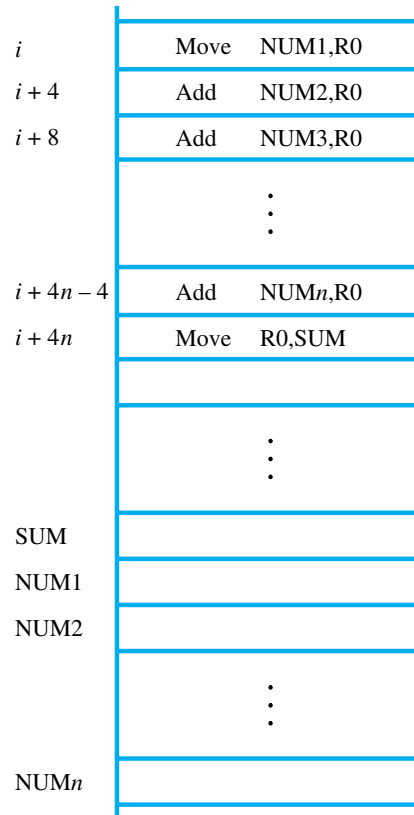 i Move NUM1,R0
i + 4 Add NUM2,R0
i + 8 Add NUM3,R0
i + 4n – 4 Add NUMn,R0
i + 4n Move R0,SUM
SUM
NUM1
NUM2
NUMn